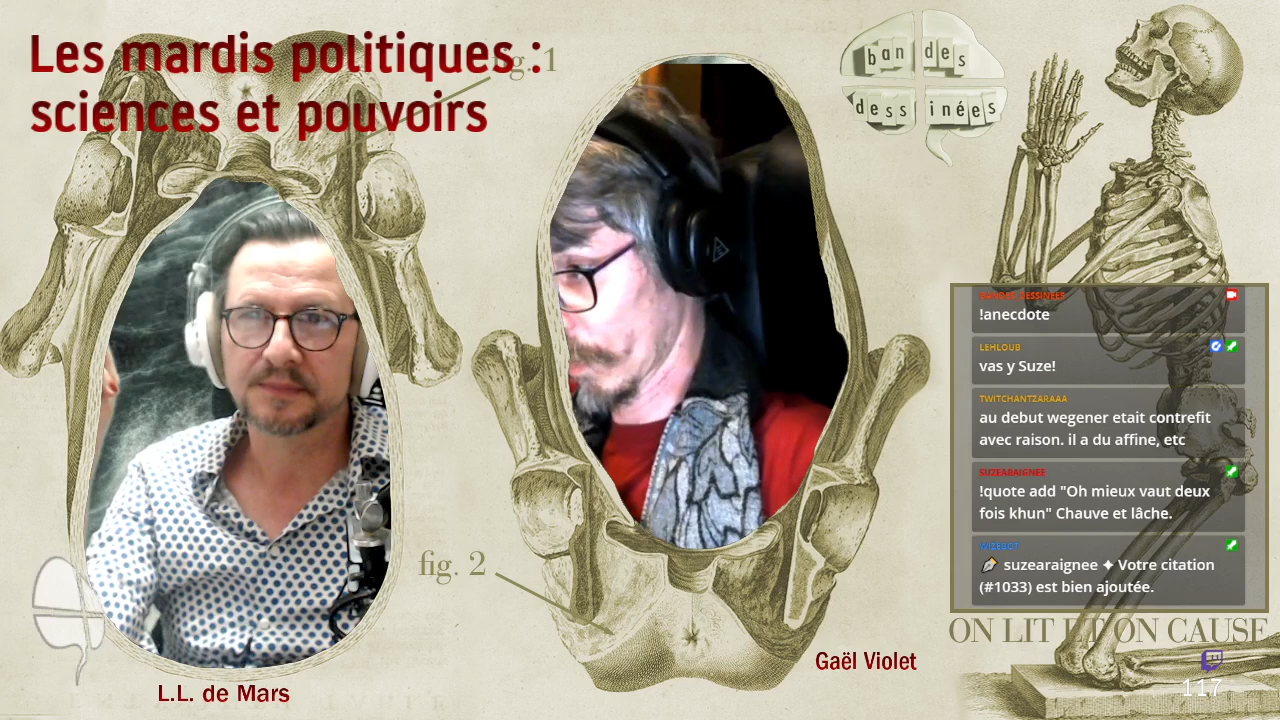 Les mardis politiques :
sciences et pouvoirs
fig. 1
ban des
dess inées
BANDES DESSINEES
!anecdote
LEHLOUB
vas y Suze!
TWITCHANTZARAAA
au debut wegener etait contrefit
avec raison. il a du affine, etc
SUZEARAIGNEE
!quote add "Oh mieux vaut deux
fois khun" Chauve et lâche.
WIZEBOT
suzearaignee ✦ Votre citation
(#1033) est bien ajoutée.
fig. 2
ON LIT ET ON CAUSE
Gaël Violet
117
L.L. de Mars